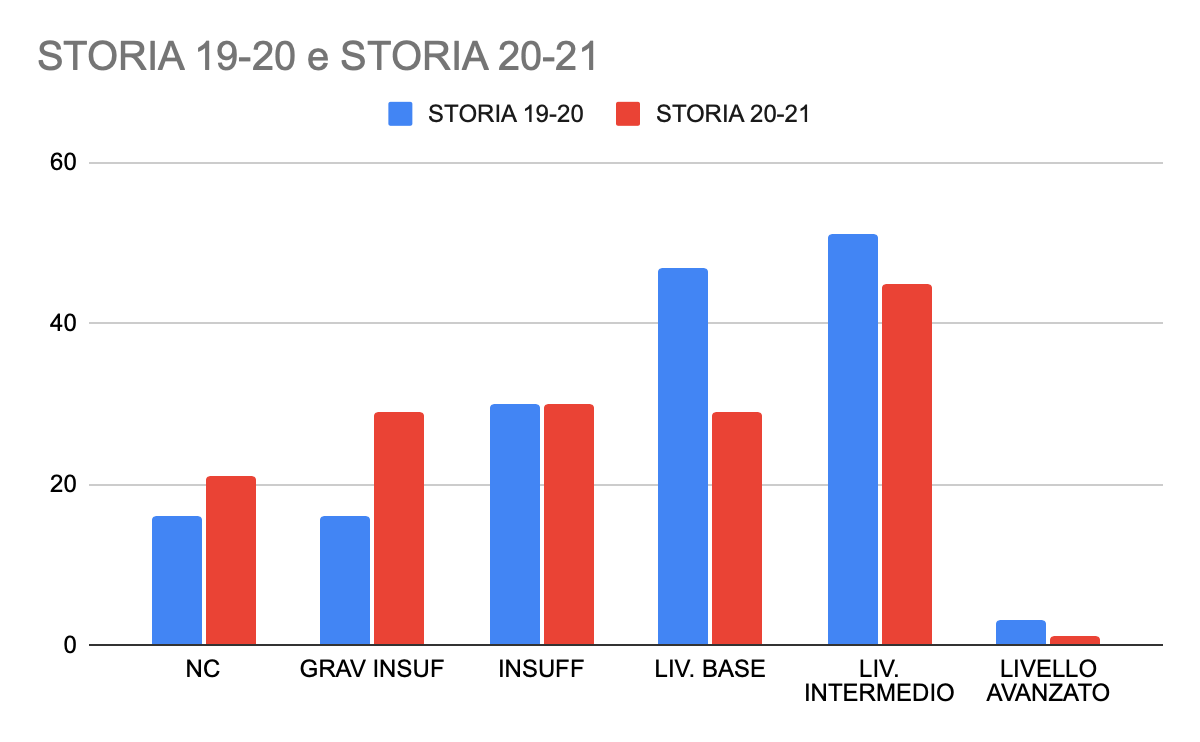 STORIA 19-20 e STORIA 20-21
STORIA 19-20 STORIA 20-21
60
40
20
0
NC GRAV INSUF INSUFF LIV. BASE LIV. INTERMEDIO LIVELLO AVANZATO